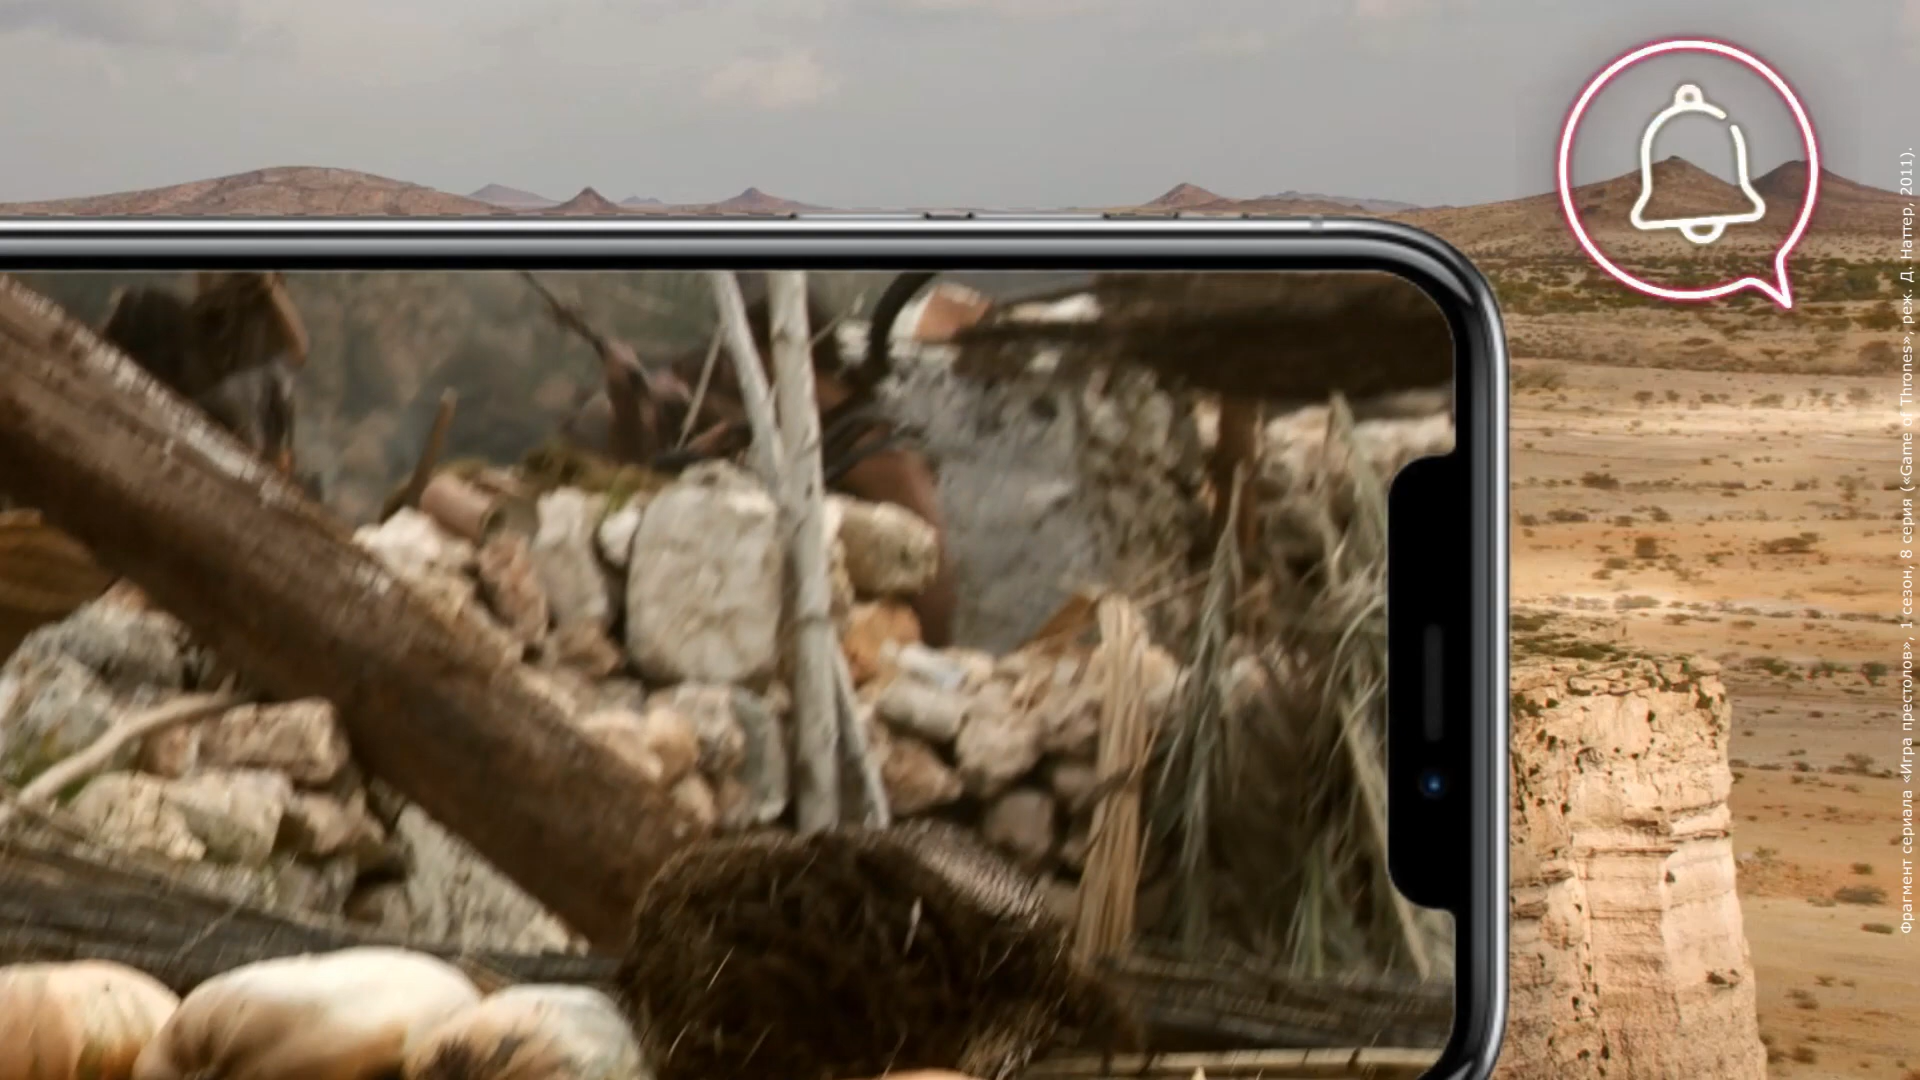 Фрагмент сериала «Игра престолов», 1 сезон, 8 серия («Game of Thrones», реж. Д. Наттер, 2011).